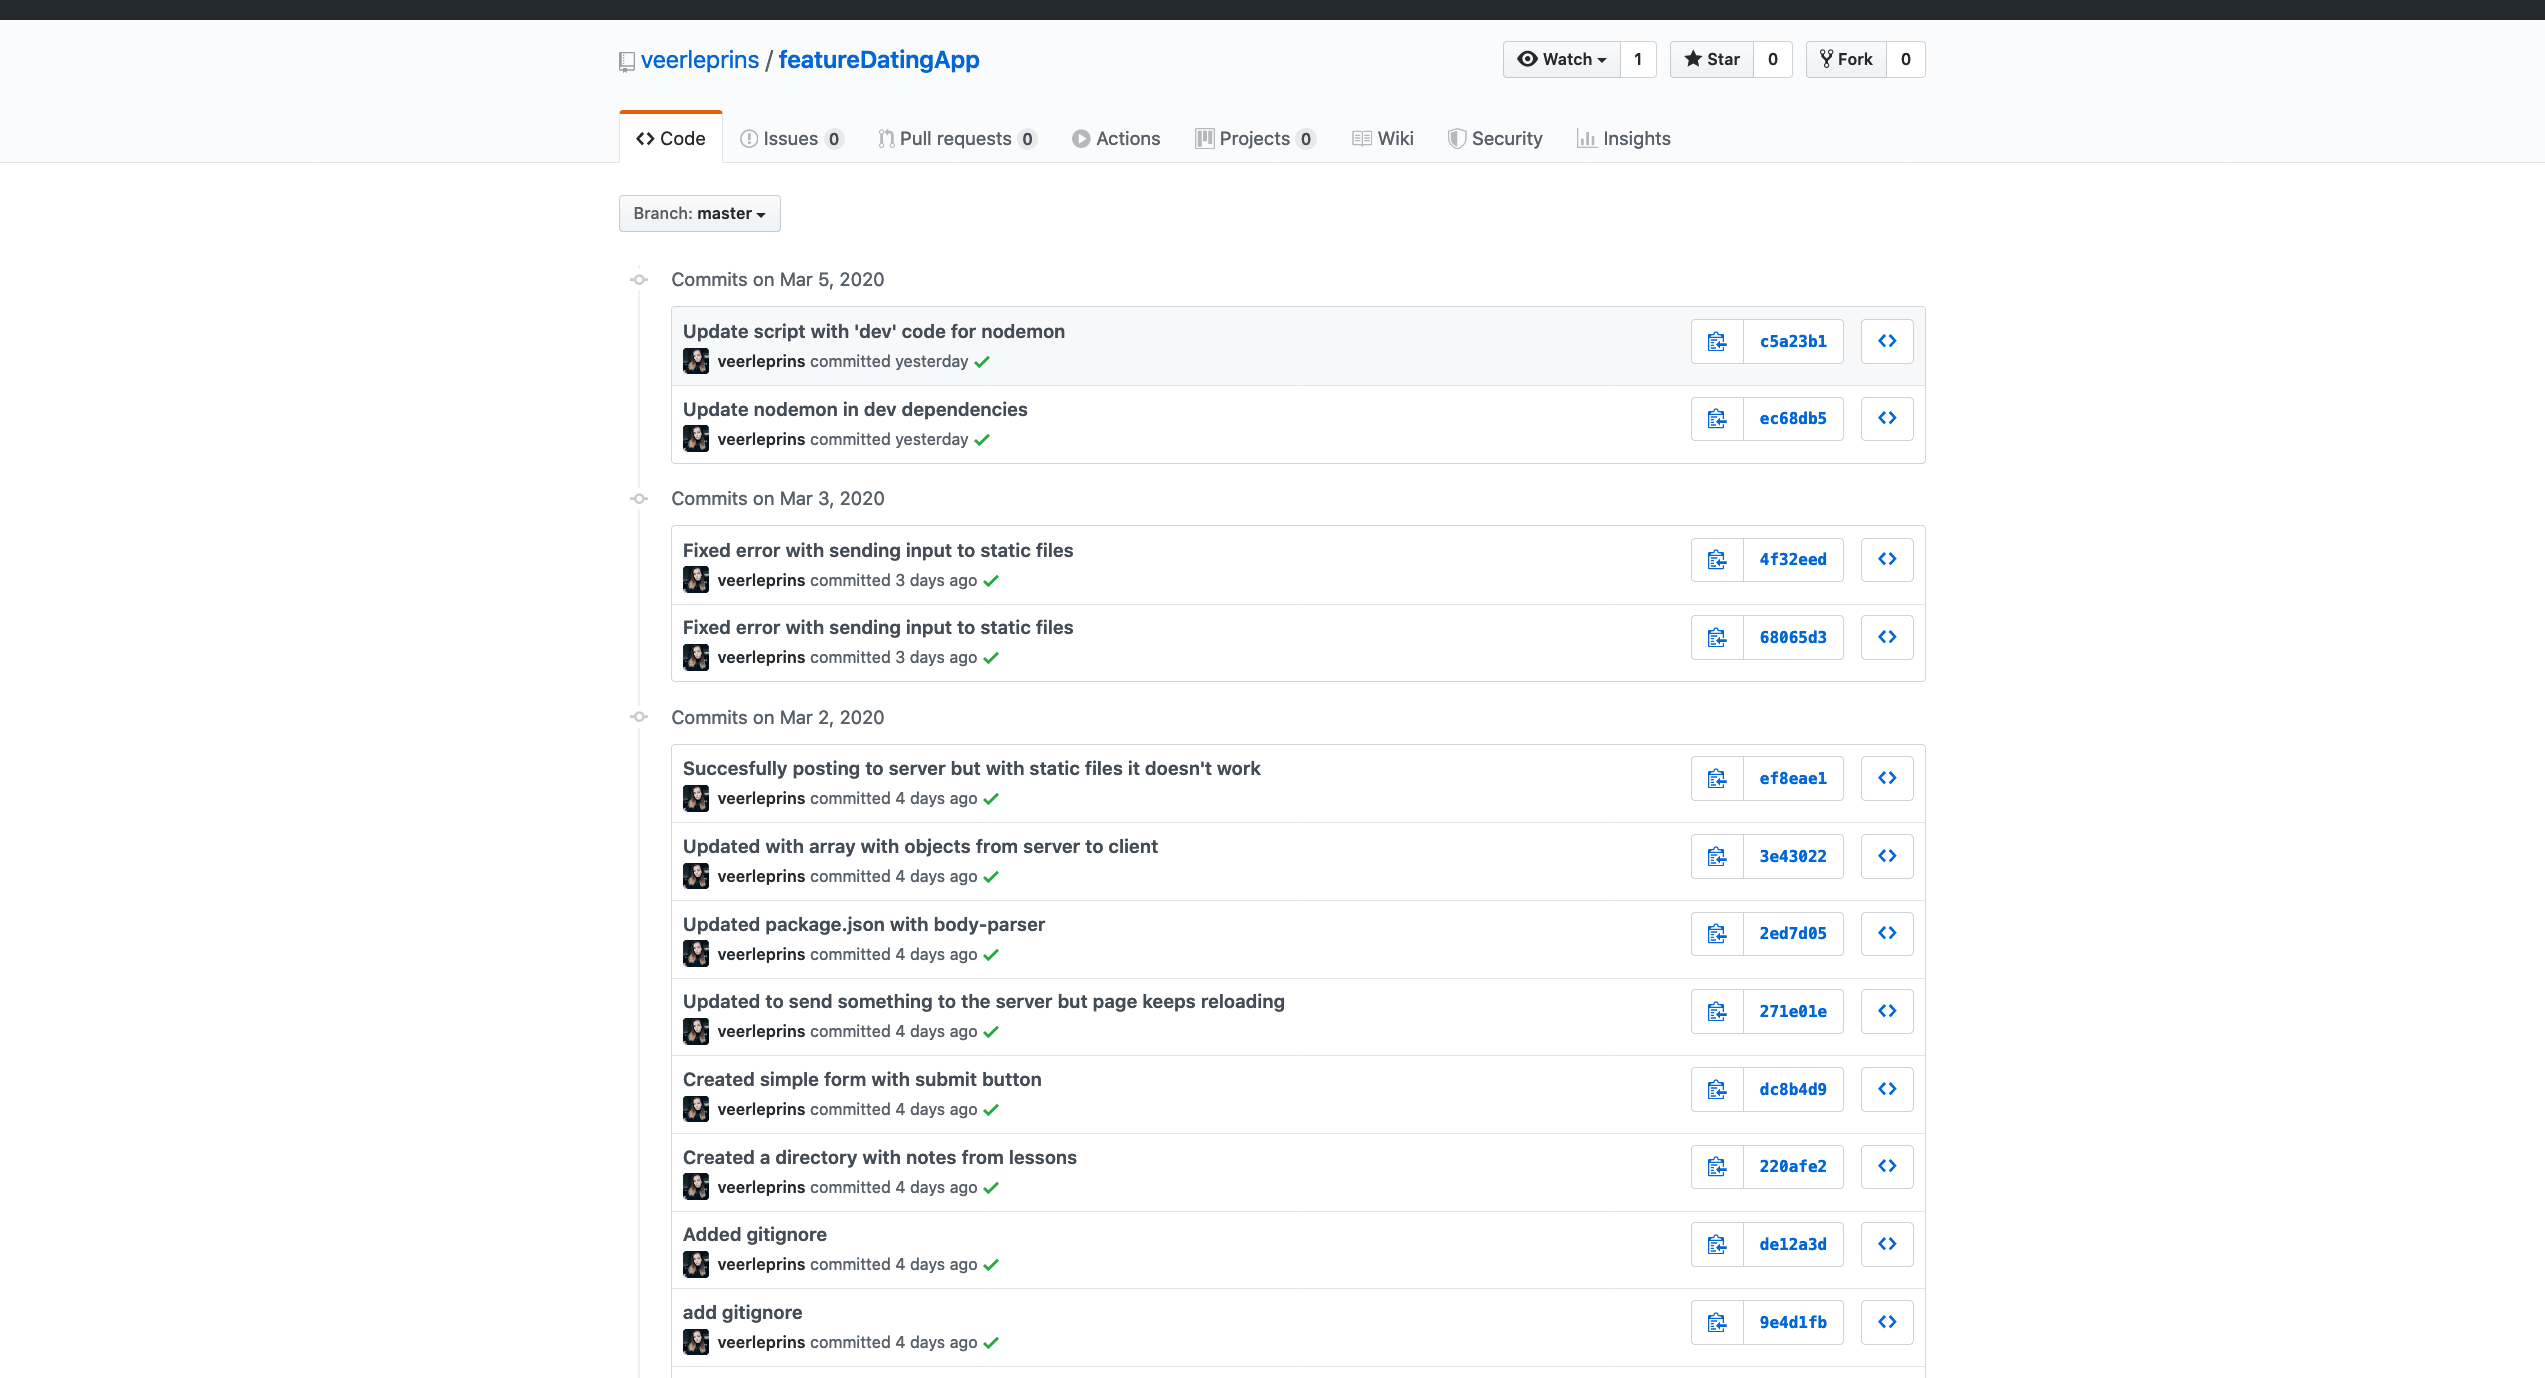 veerleprins / featureDatingApp
Watch 1 Star 0 Fork 0
Code Issues 0 Pull requests 0 Actions Projects 0 Wiki Security Insights
Branch: master
Commits on Mar 5, 2020
Update script with 'dev' code for nodemon
veerleprins committed yesterday
c5a23b1
Update nodemon in dev dependencies
veerleprins committed yesterday
ec68db5
Commits on Mar 3, 2020
Fixed error with sending input to static files
veerleprins committed 3 days ago
4f32eed
Fixed error with sending input to static files
veerleprins committed 3 days ago
68065d3
Commits on Mar 2, 2020
Succesfully posting to server but with static files it doesn't work
veerleprins committed 4 days ago
ef8eae1
Updated with array with objects from server to client
veerleprins committed 4 days ago
3e43022
Updated package.json with body-parser
veerleprins committed 4 days ago
2ed7d05
Updated to send something to the server but page keeps reloading
veerleprins committed 4 days ago
271e01e
Created simple form with submit button
veerleprins committed 4 days ago
dc8b4d9
Created a directory with notes from lessons
veerleprins committed 4 days ago
220afe2
Added gitignore
veerleprins committed 4 days ago
de12a3d
add gitignore
veerleprins committed 4 days ago
9e4d1fb